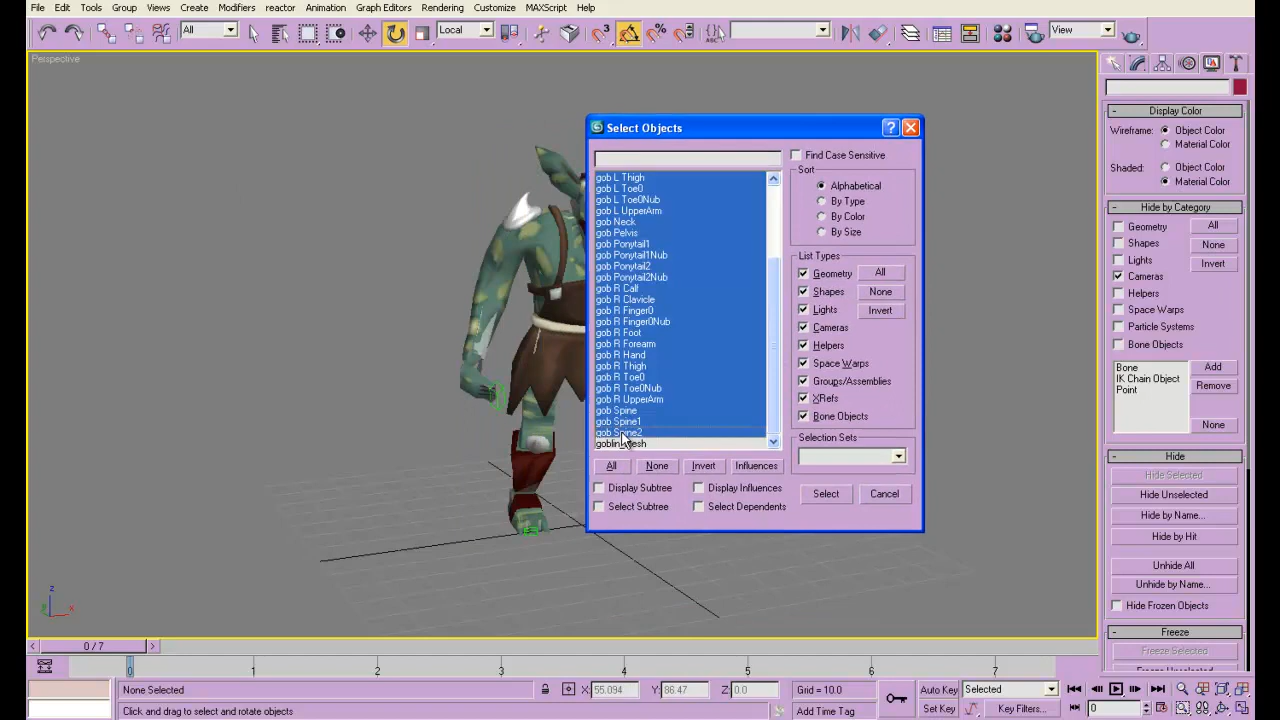 File Edit Tools Group Views Create Modifiers reactor Animation Graph Editors Rendering Customize MAXScript Help
All Local View
Perspective
Select Objects
Find Case Sensitive
Sort
Alphabetical
By Type
By Color
By Size
List Types
Geometry All
Shapes None
Lights Invert
Cameras
Helpers
Space Warps
Groups/Assemblies
XRefs
Bone Objects
Selection Sets
gob L Thigh
gob L Toe0
gob L Toe0Nub
gob L UpperArm
gob Neck
gob Pelvis
gob Ponytail1
gob Ponytail1Nub
gob Ponytail2
gob Ponytail2Nub
gob R Calf
gob R Clavicle
gob R Finger0
gob R Finger0Nub
gob R Foot
gob R Forearm
gob R Hand
gob R Thigh
gob R Toe0
gob R Toe0Nub
gob R UpperArm
gob Spine
gob Spine1
gob Spine2
All None Invert Influences
Display Subtree Display Influences
Select Subtree Select Dependents
Select Cancel
Display Color
Wireframe: Object Color
Material Color
Shaded: Object Color
Material Color
Hide by Category
Geometry All
Shapes None
Lights Invert
Cameras
Helpers
Space Warps
Particle Systems
Bone Objects
Bone
IK Chain Object
Point
Add
Remove
None
Hide
Hide Selected
Hide Unselected
Hide by Name...
Hide by Hit
Unhide All
Unhide by Name...
Hide Frozen Objects
Freeze
Freeze Selected
z
x
0 / 7
0 1 2 3 4 5 6 7
None Selected X: 55.094 Y: 86.47 Z: 0.0 Grid = 10.0 Auto Key Selected
Click and drag to select and rotate objects Add Time Tag Set Key Key Filters... 0